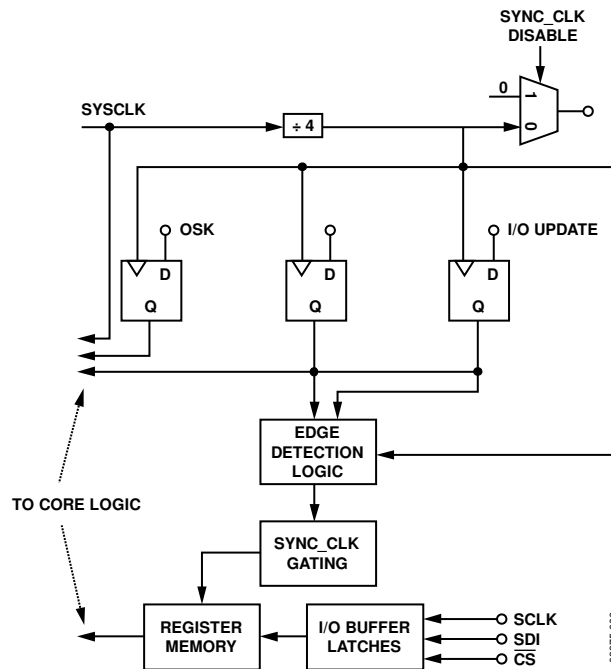 SYNC_CLK
DISABLE
0
1
SYSCLK
÷ 4
0
OSK
I/O UPDATE
D
D
D
Q
Q
Q
EDGE
DETECTION
LOGIC
TO CORE LOGIC
SYNC_CLK
GATING
REGISTER
MEMORY
I/O BUFFER
LATCHES
SCLK
SDI
CS